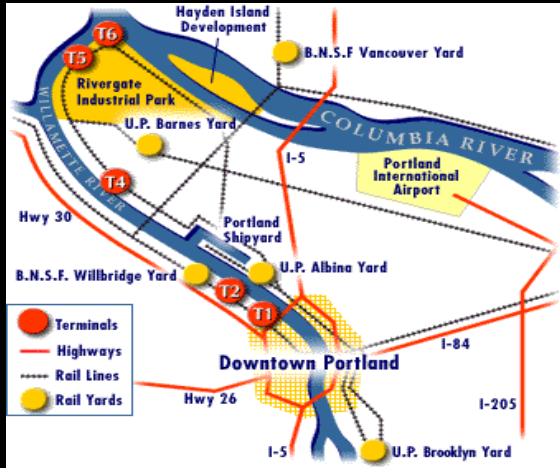 Hayden Island
Development
T6
T5
B.N.S.F Vancouver Yard
Rivergate
Industrial Park
COLUMBIA RIVER
WILLAMETTE RIVER
U.P. Barnes Yard
I-5
Portland
International
Airport
T4
Hwy 30
Portland
Shipyard
B.N.S.F. Willbridge Yard
U.P. Albina Yard
T2
T1
Terminals
Highways
Rail Lines
Rail Yards
Downtown Portland
I-84
Hwy 26
I-205
I-5
U.P. Brooklyn Yard